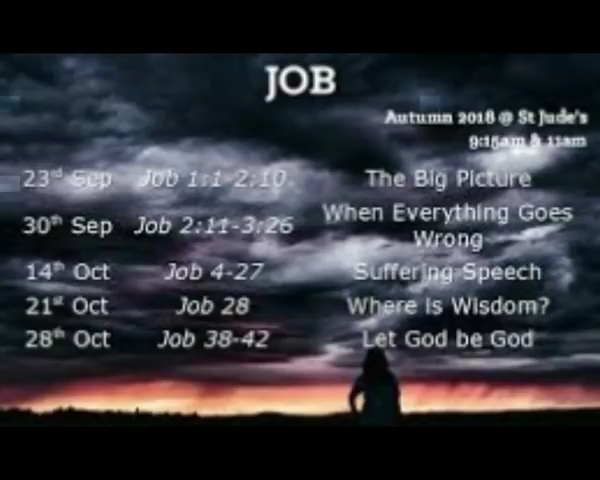 JOB
Autumn 2018 @ St Jude's
9:15am & 11am
23rd Sep Job 1:1-2:10 The Big Picture
30th Sep Job 2:11-3:26 When Everything Goes
Wrong
14th Oct Job 4-27 Suffering Speech
21st Oct Job 28 Where is Wisdom?
28th Oct Job 38-42 Let God be God